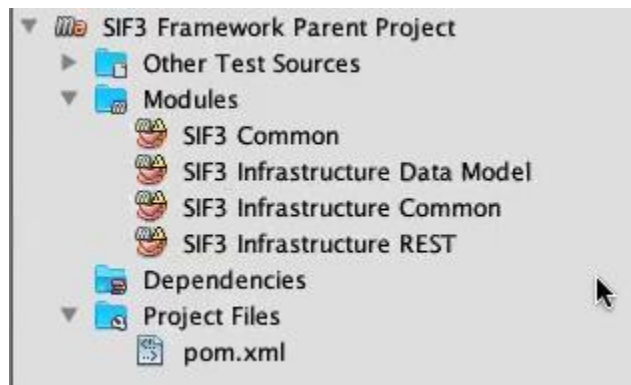 SIF3 Framework Parent Project
Other Test Sources
Modules
SIF3 Common
SIF3 Infrastructure Data Model
SIF3 Infrastructure Common
SIF3 Infrastructure REST
Dependencies
Project Files
pom.xml